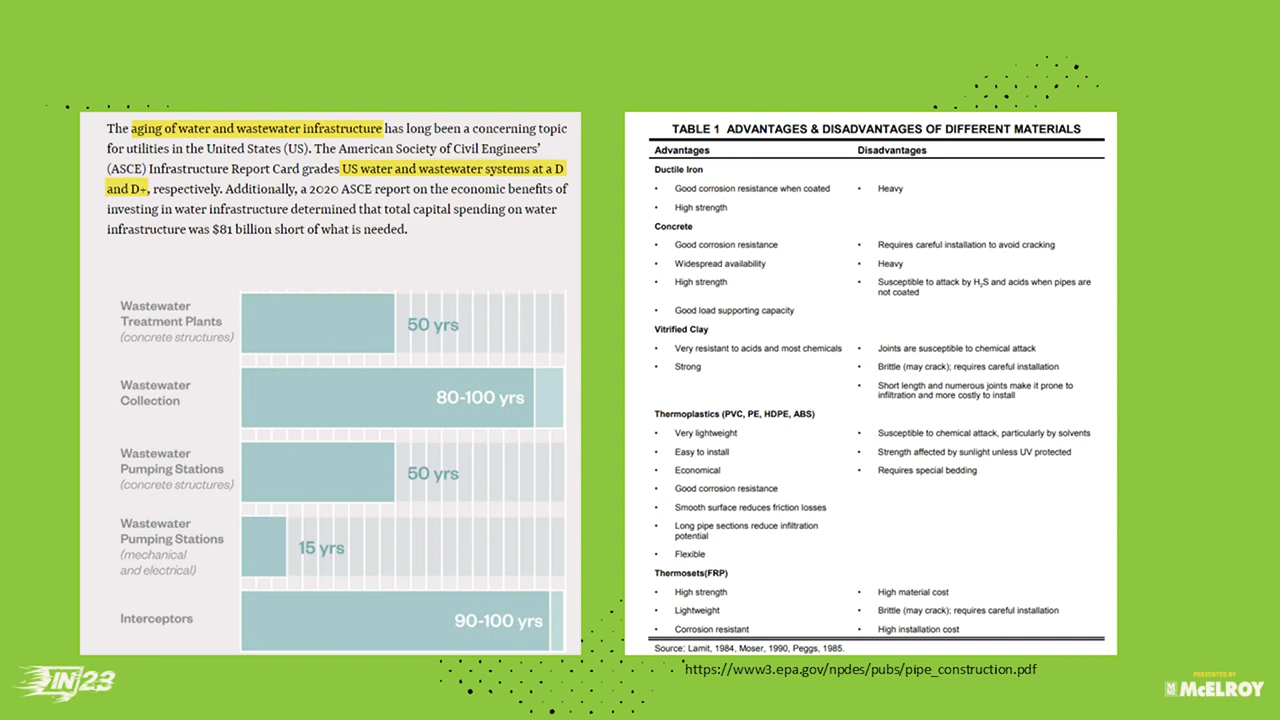 The aging of water and wastewater infrastructure has long been a concerning topic
for utilities in the United States (US). The American Society of Civil Engineers’
(ASCE) Infrastructure Report Card grades US water and wastewater systems at a D
and D+, respectively. Additionally, a 2020 ASCE report on the economic benefits of
investing in water infrastructure determined that total capital spending on water
infrastructure was $81 billion short of what is needed.
Wastewater
Treatment Plants
(concrete structures)
50 yrs
Wastewater
Collection
80-100 yrs
Wastewater
Pumping Stations
(concrete structures)
50 yrs
Wastewater
Pumping Stations
(mechanical
and electrical)
15 yrs
Interceptors
90-100 yrs
TABLE 1 ADVANTAGES & DISADVANTAGES OF DIFFERENT MATERIALS
Advantages Disadvantages
Ductile Iron
• Good corrosion resistance when coated • Heavy
• High strength
Concrete
• Good corrosion resistance • Requires careful installation to avoid cracking
• Widespread availability • Heavy
• High strength • Susceptible to attack by H₂S and acids when pipes are
not coated
• Good load supporting capacity
Vitrified Clay
• Very resistant to acids and most chemicals • Joints are susceptible to chemical attack
• Strong • Brittle (may crack); requires careful installation
• Short length and numerous joints make it prone to
infiltration and more costly to install
Thermoplastics (PVC, PE, HDPE, ABS)
• Very lightweight • Susceptible to chemical attack, particularly by solvents
• Easy to install • Strength affected by sunlight unless UV protected
• Economical • Requires special bedding
• Good corrosion resistance
• Smooth surface reduces friction losses
• Long pipe sections reduce infiltration
potential
• Flexible
Thermosets(FRP)
• High strength • High material cost
• Lightweight • Brittle (may crack); requires careful installation
• Corrosion resistant • High installation cost
Source: Lamit, 1984, Moser, 1990, Peggs, 1985.
https://www3.epa.gov/npdes/pubs/pipe_construction.pdf
IN23
PRESENTED BY
McELROY